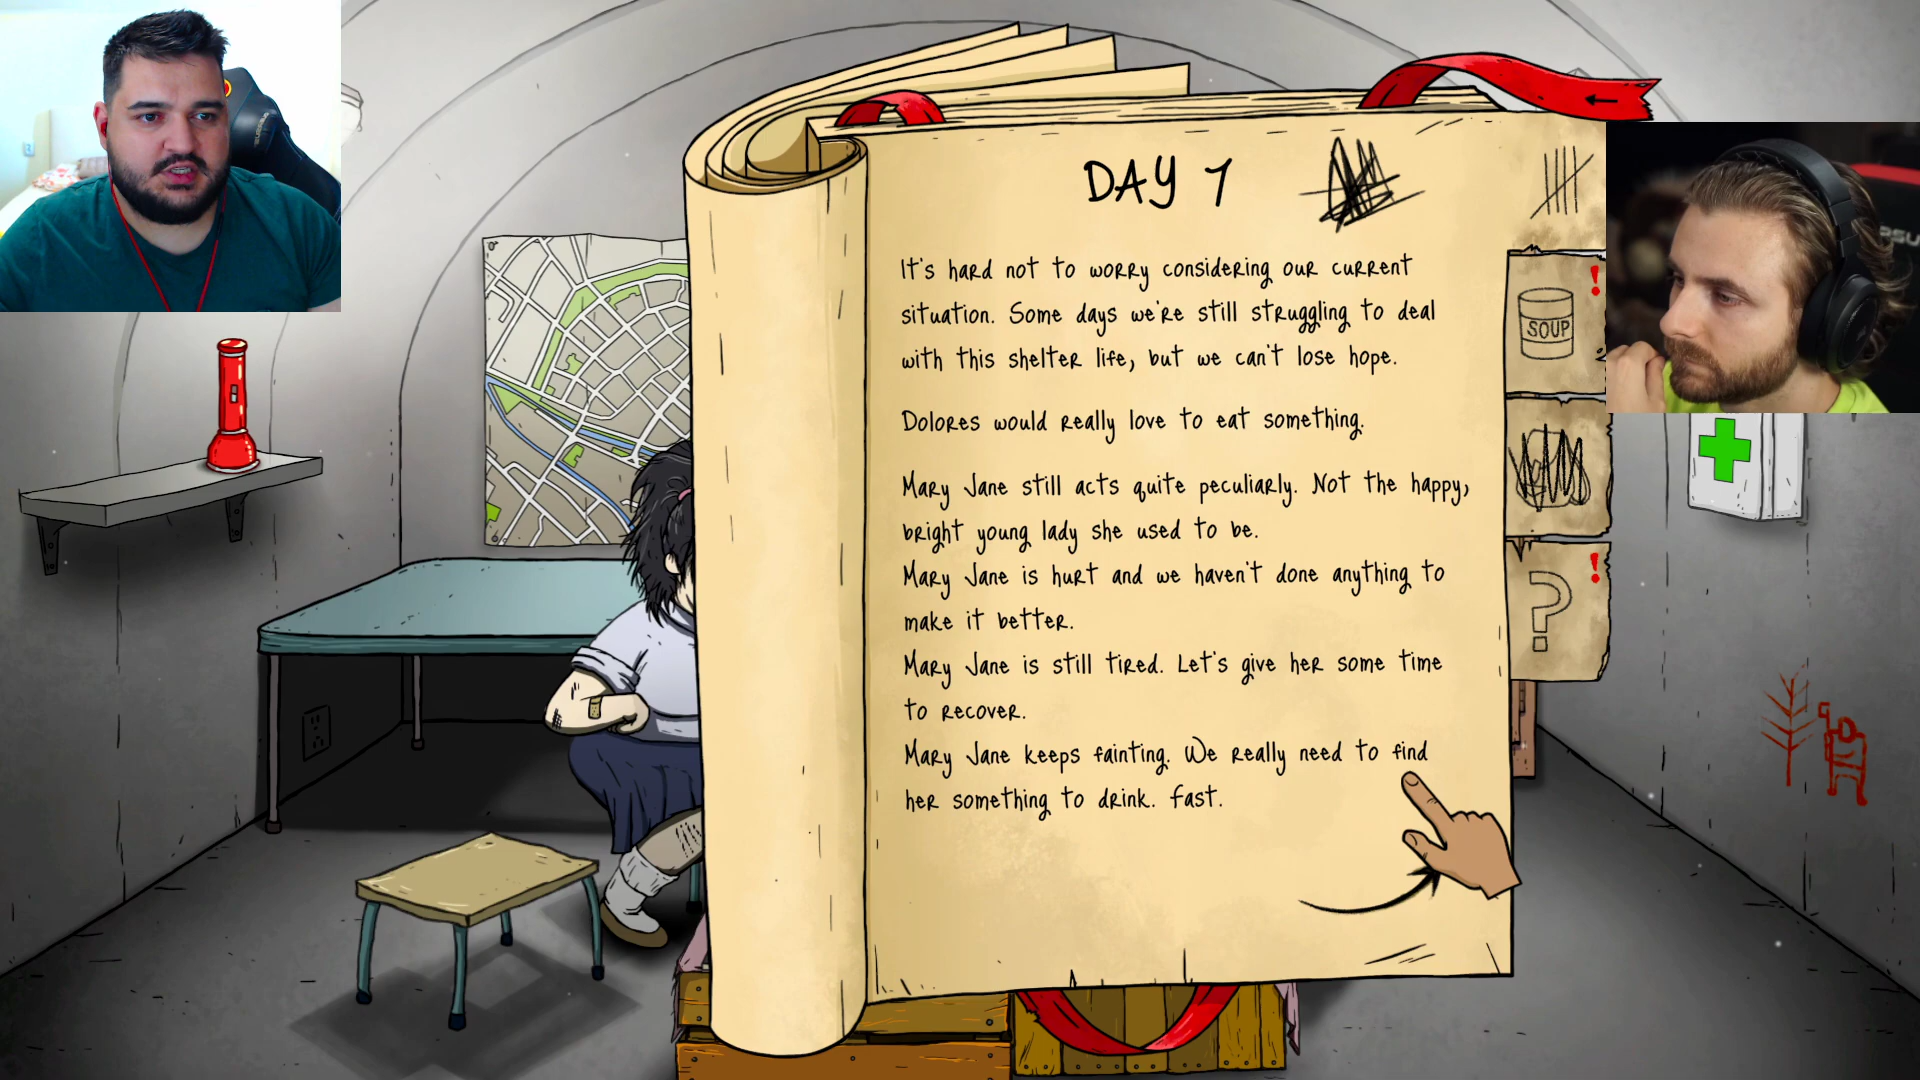 DAY 7
It's hard not to worry considering our current
situation. Some days we're still struggling to deal
with this shelter life, but we can't lose hope.
Dolores would really love to eat something.
Mary Jane still acts quite peculiarly. Not the happy,
bright young lady she used to be.
Mary Jane is hurt and we haven't done anything to
make it better.
Mary Jane is still tired. Let's give her some time
to recover.
Mary Jane keeps fainting. We really need to find
her something to drink. Fast.
!
SOUP
!
?